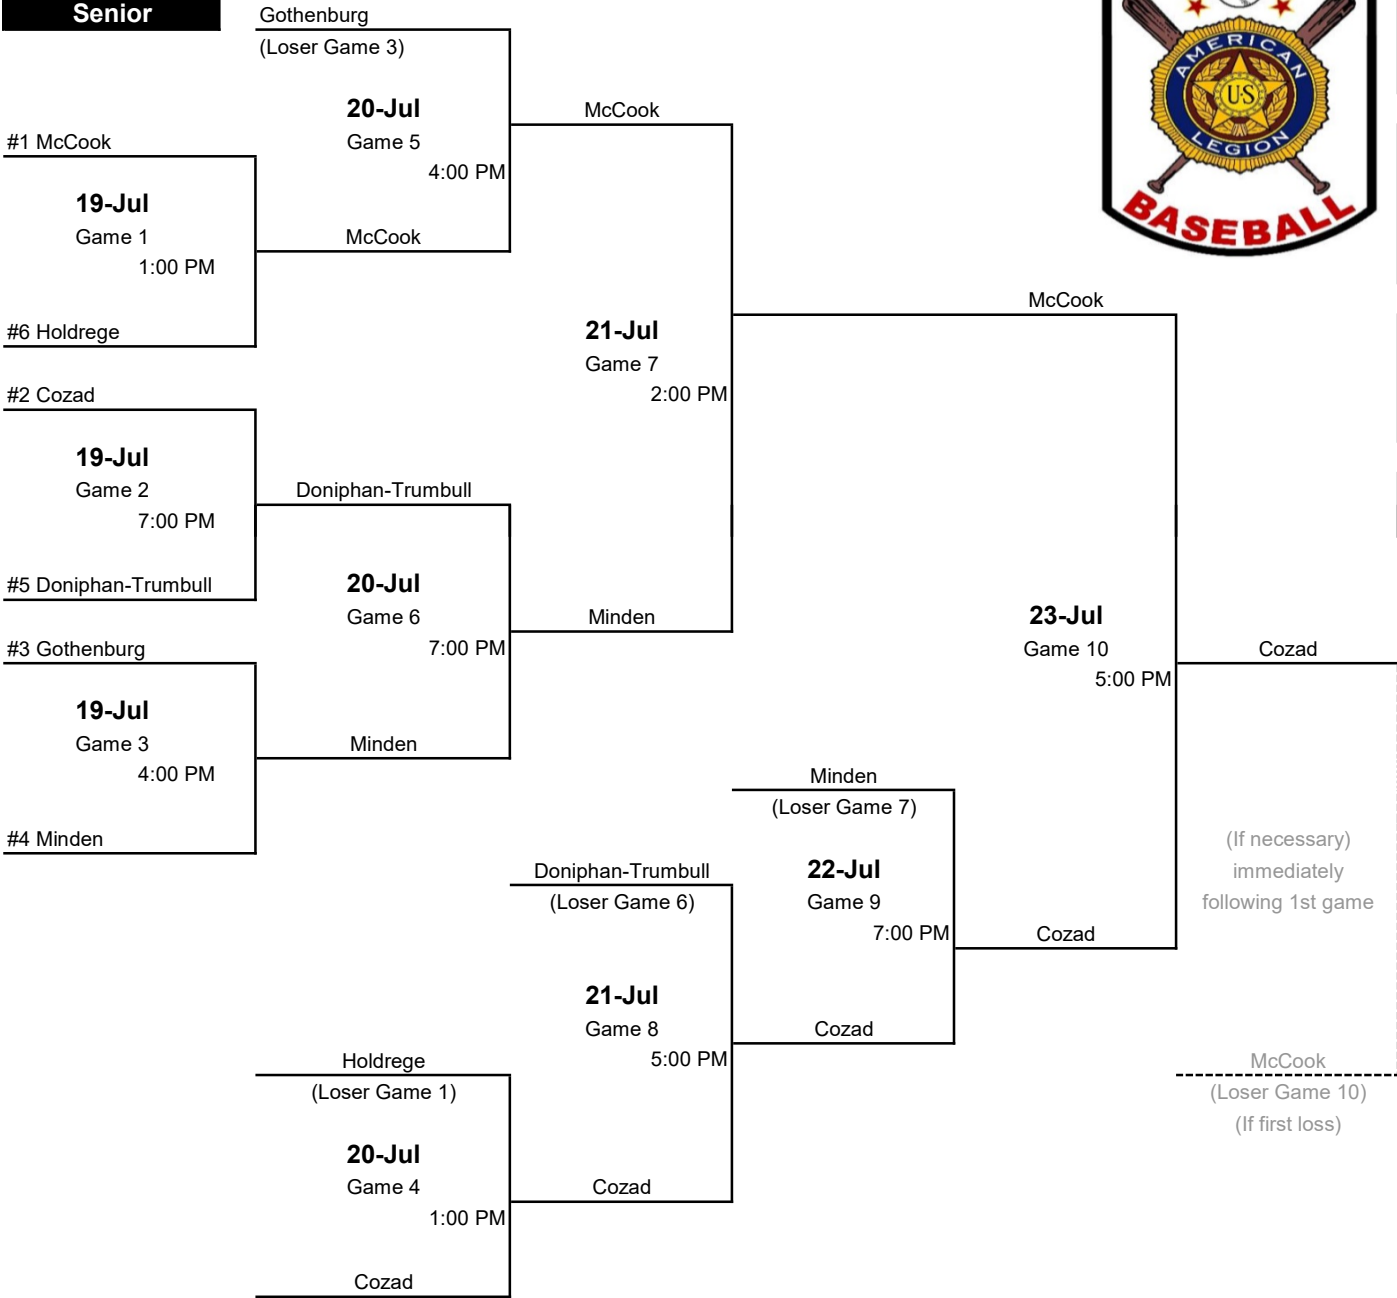 Senior
Gothenburg
(Loser Game 3)
20-Jul
Game 5
4:00 PM
McCook
#1 McCook
19-Jul
Game 1
1:00 PM
McCook
#6 Holdrege
AMERICAN
U·S
LEGION
BASEBALL
McCook
21-Jul
Game 7
2:00 PM
#2 Cozad
19-Jul
Game 2
7:00 PM
Doniphan-Trumbull
#5 Doniphan-Trumbull
20-Jul
Game 6
7:00 PM
Minden
#3 Gothenburg
19-Jul
Game 3
4:00 PM
Minden
#4 Minden
23-Jul
Game 10
5:00 PM
Cozad
Minden
(Loser Game 7)
22-Jul
Game 9
7:00 PM
Cozad
(If necessary)
immediately
following 1st game
Doniphan-Trumbull
(Loser Game 6)
21-Jul
Game 8
5:00 PM
Cozad
McCook
(Loser Game 10)
(If first loss)
Holdrege
(Loser Game 1)
20-Jul
Game 4
1:00 PM
Cozad
Cozad